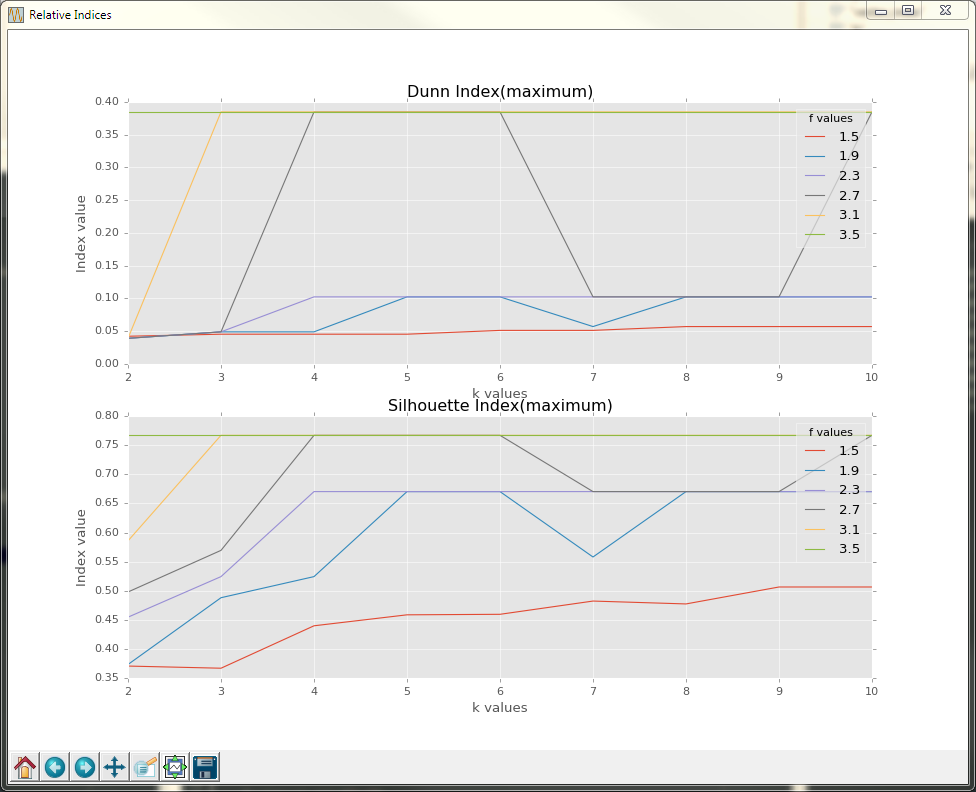 Relative Indices
Dunn Index(maximum)
Index value
0.40
0.35
0.30
0.25
0.20
0.15
0.10
0.05
0.00
f values
1.5
1.9
2.3
2.7
3.1
3.5
2 3 4 5 6 7 8 9 10
k values
Silhouette Index(maximum)
Index value
0.80
0.75
0.70
0.65
0.60
0.55
0.50
0.45
0.40
0.35
f values
1.5
1.9
2.3
2.7
3.1
3.5
2 3 4 5 6 7 8 9 10
k values